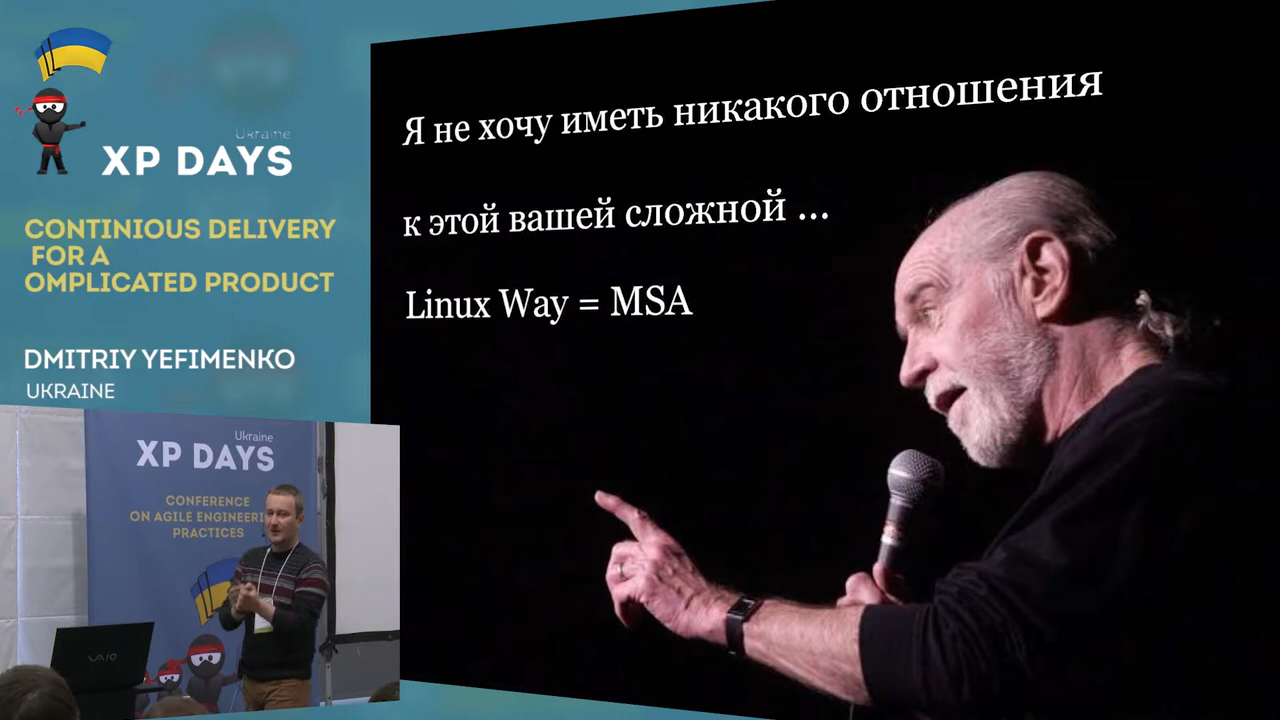 Ukraine
XP DAYS
CONTINIOUS DELIVERY
FOR A
OMPLICATED PRODUCT
DMITRIY YEFIMENKO
UKRAINE
Я не хочу иметь никакого отношения
к этой вашей сложной ...
Linux Way = MSA
Ukraine
XP DAYS
CONFERENCE
ON AGILE ENGINEERI
PRACTICES
VAIO